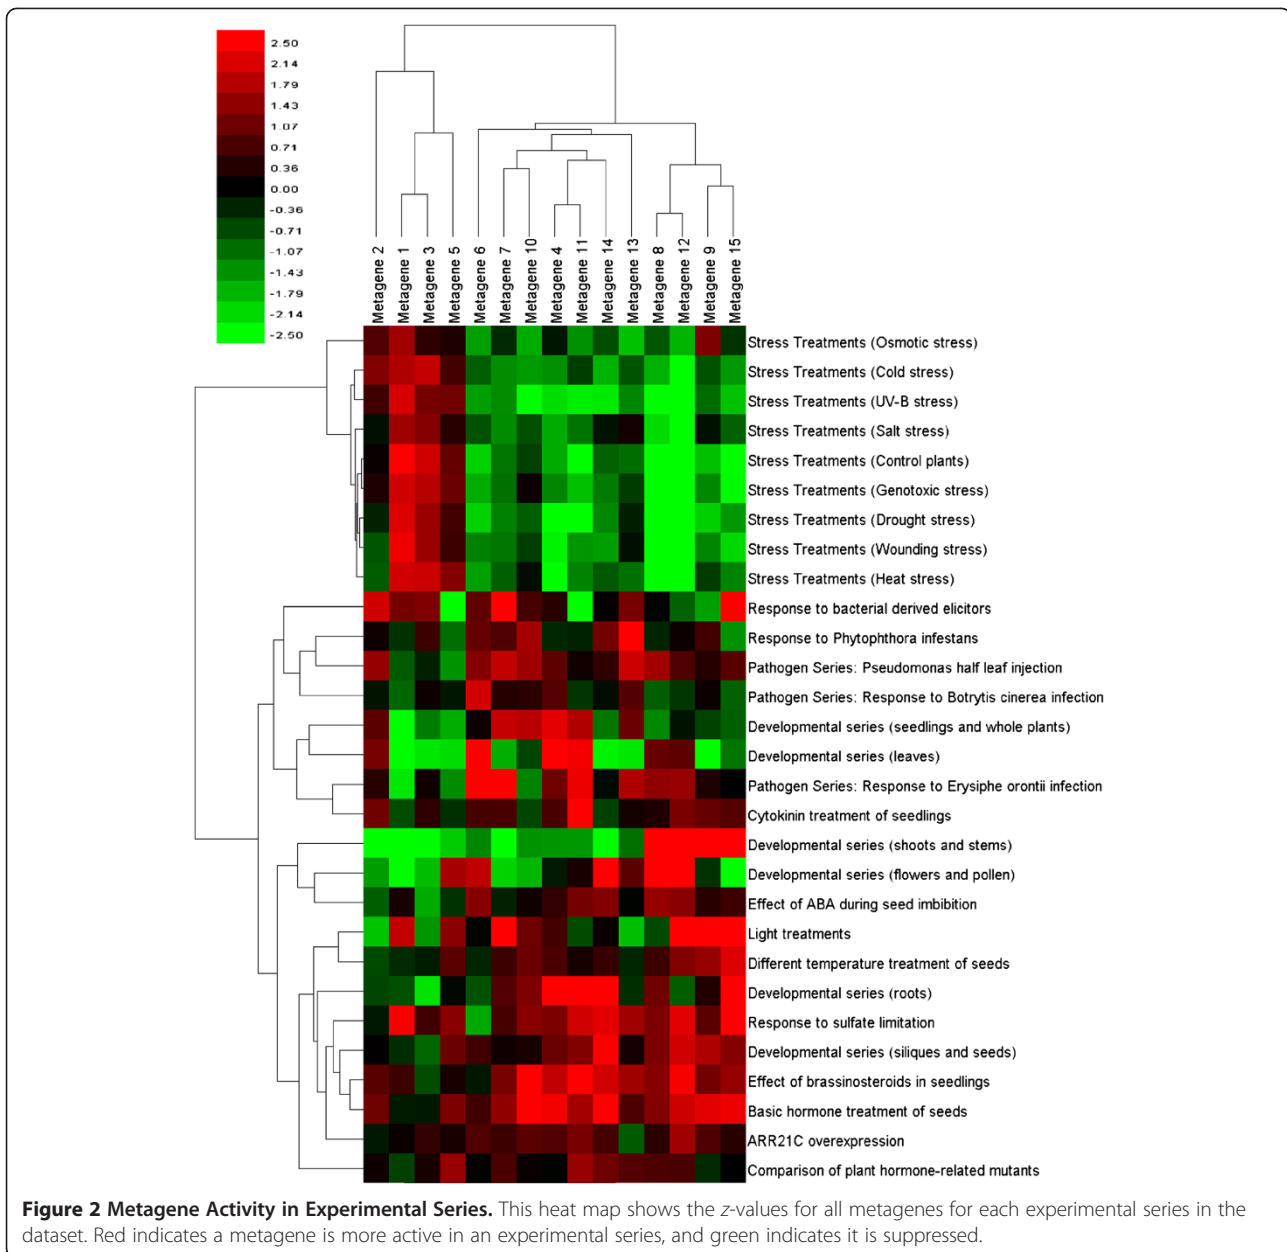 2.50
2.14
1.79
1.43
1.07
0.71
0.36
0.00
-0.36
-0.71
-1.07
-1.43
-1.79
-2.14
-2.50
Metagene 2
Metagene 1
Metagene 3
Metagene 5
Metagene 6
Metagene 7
Metagene 10
Metagene 4
Metagene 11
Metagene 14
Metagene 13
Metagene 8
Metagene 12
Metagene 9
Metagene 15
Stress Treatments (Osmotic stress)
Stress Treatments (Cold stress)
Stress Treatments (UV-B stress)
Stress Treatments (Salt stress)
Stress Treatments (Control plants)
Stress Treatments (Genotoxic stress)
Stress Treatments (Drought stress)
Stress Treatments (Wounding stress)
Stress Treatments (Heat stress)
Response to bacterial derived elicitors
Response to Phytophthora infestans
Pathogen Series: Pseudomonas half leaf injection
Pathogen Series: Response to Botrytis cinerea infection
Developmental series (seedlings and whole plants)
Developmental series (leaves)
Pathogen Series: Response to Erysiphe orontii infection
Cytokinin treatment of seedlings
Developmental series (shoots and stems)
Developmental series (flowers and pollen)
Effect of ABA during seed imbibition
Light treatments
Different temperature treatment of seeds
Developmental series (roots)
Response to sulfate limitation
Developmental series (siliques and seeds)
Effect of brassinosteroids in seedlings
Basic hormone treatment of seeds
ARR21C overexpression
Comparison of plant hormone-related mutants
Figure 2 Metagene Activity in Experimental Series. This heat map shows the z-values for all metagenes for each experimental series in the
dataset. Red indicates a metagene is more active in an experimental series, and green indicates it is suppressed.